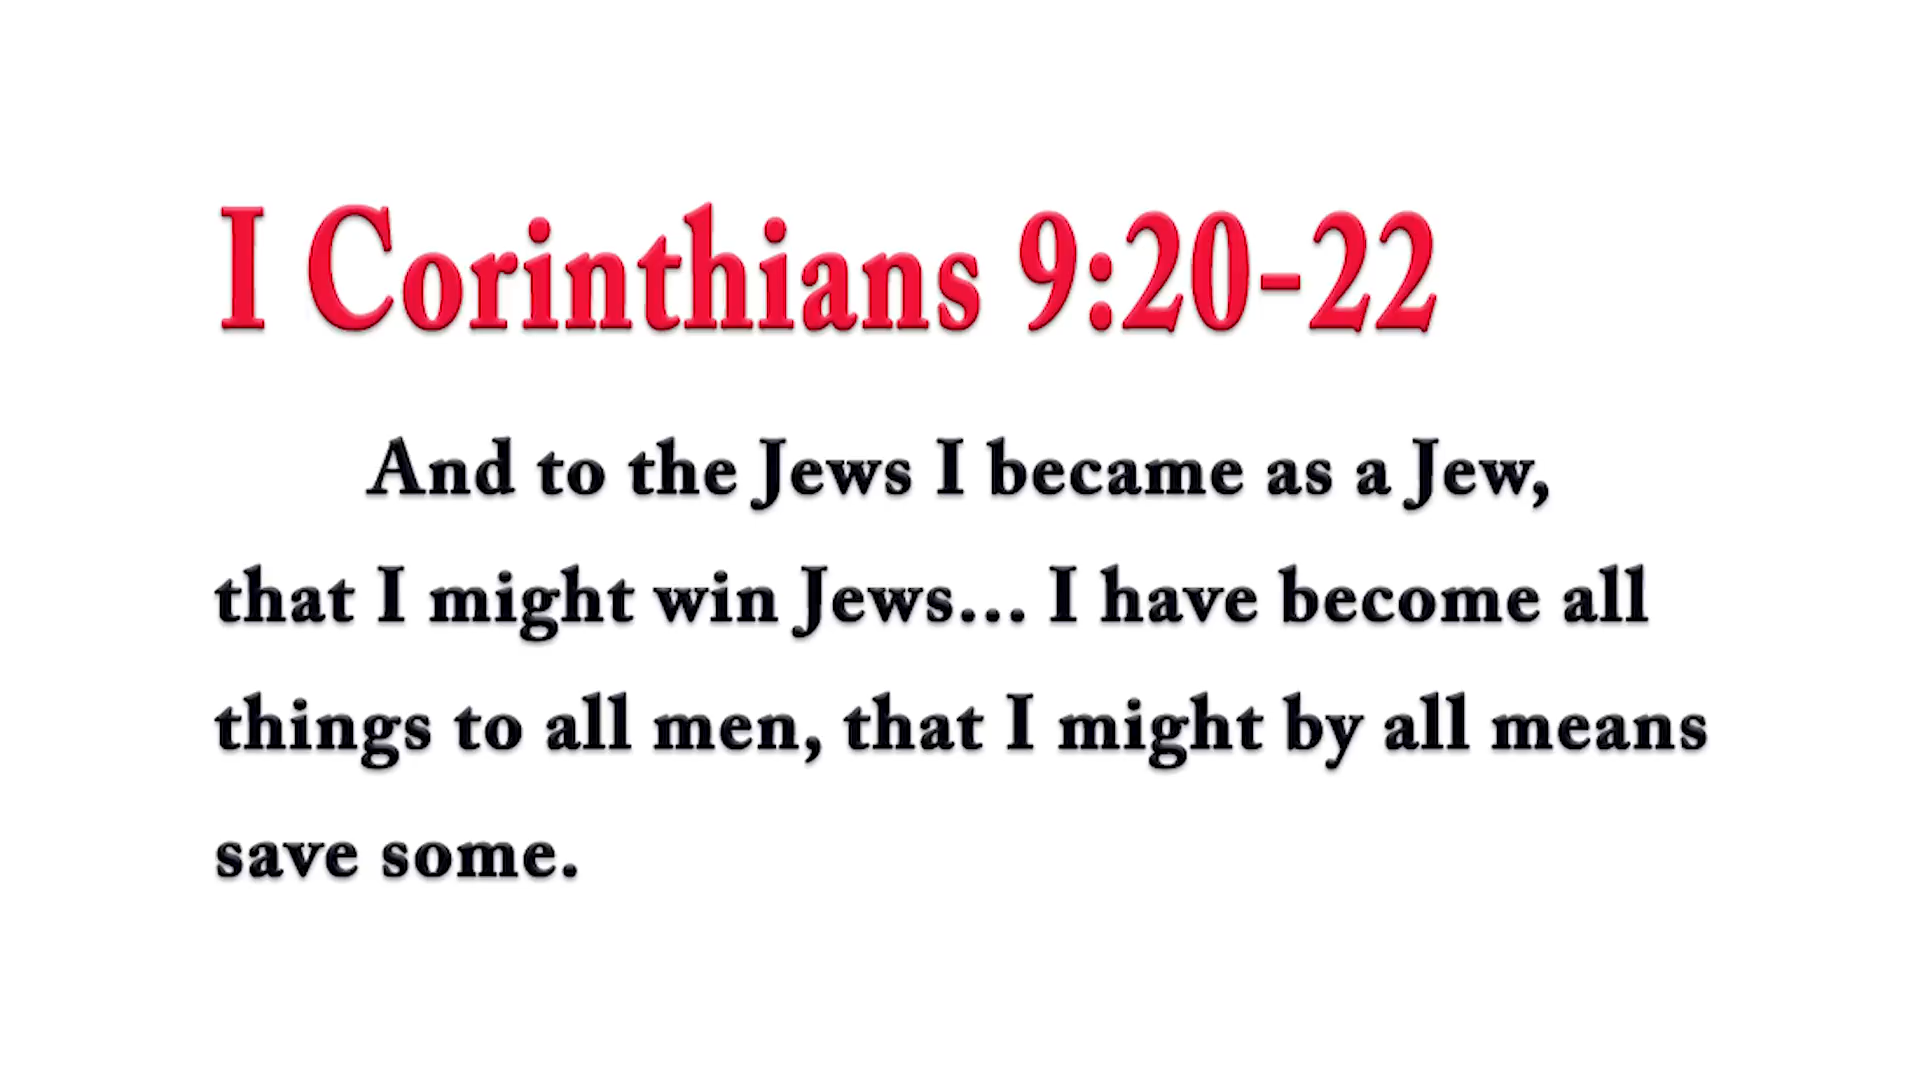 I Corinthians 9:20-22
And to the Jews I became as a Jew,
that I might win Jews... I have become all
things to all men, that I might by all means
save some.